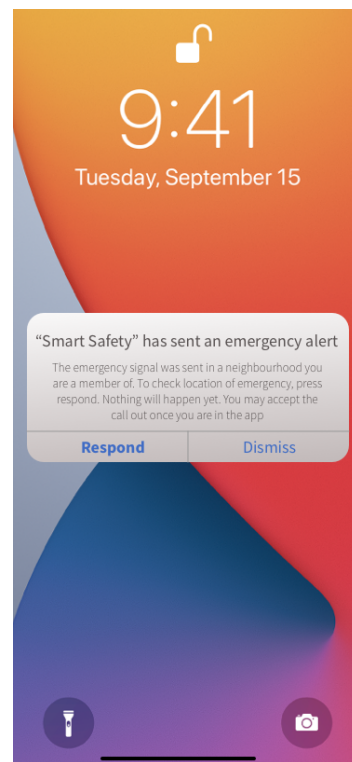 9:41
Tuesday, September 15
“Smart Safety” has sent an emergency alert
The emergency signal was sent in a neighbourhood you
are a member of. To check location of emergency, press
respond. Nothing will happen yet. You may accept the
call out once you are in the app
Respond
Dismiss